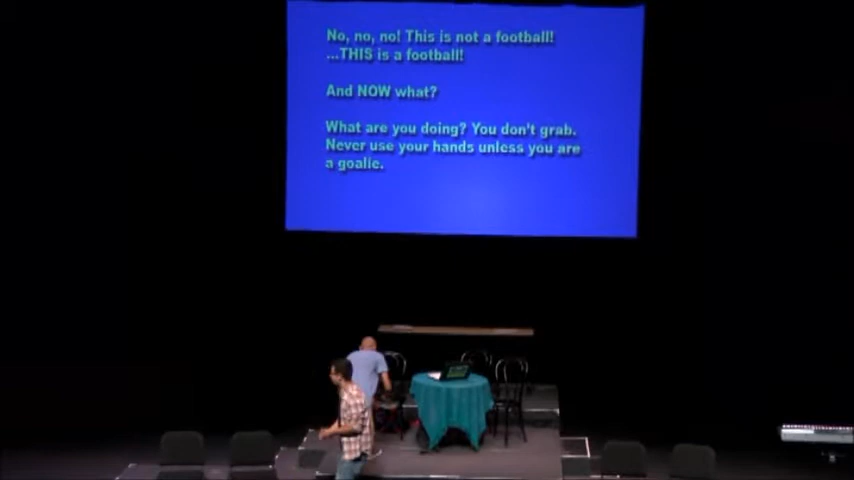 No, no, no! This is not a football!
...THIS is a football!
And NOW what?
What are you doing? You don't grab.
Never use your hands unless you are
a goalie.